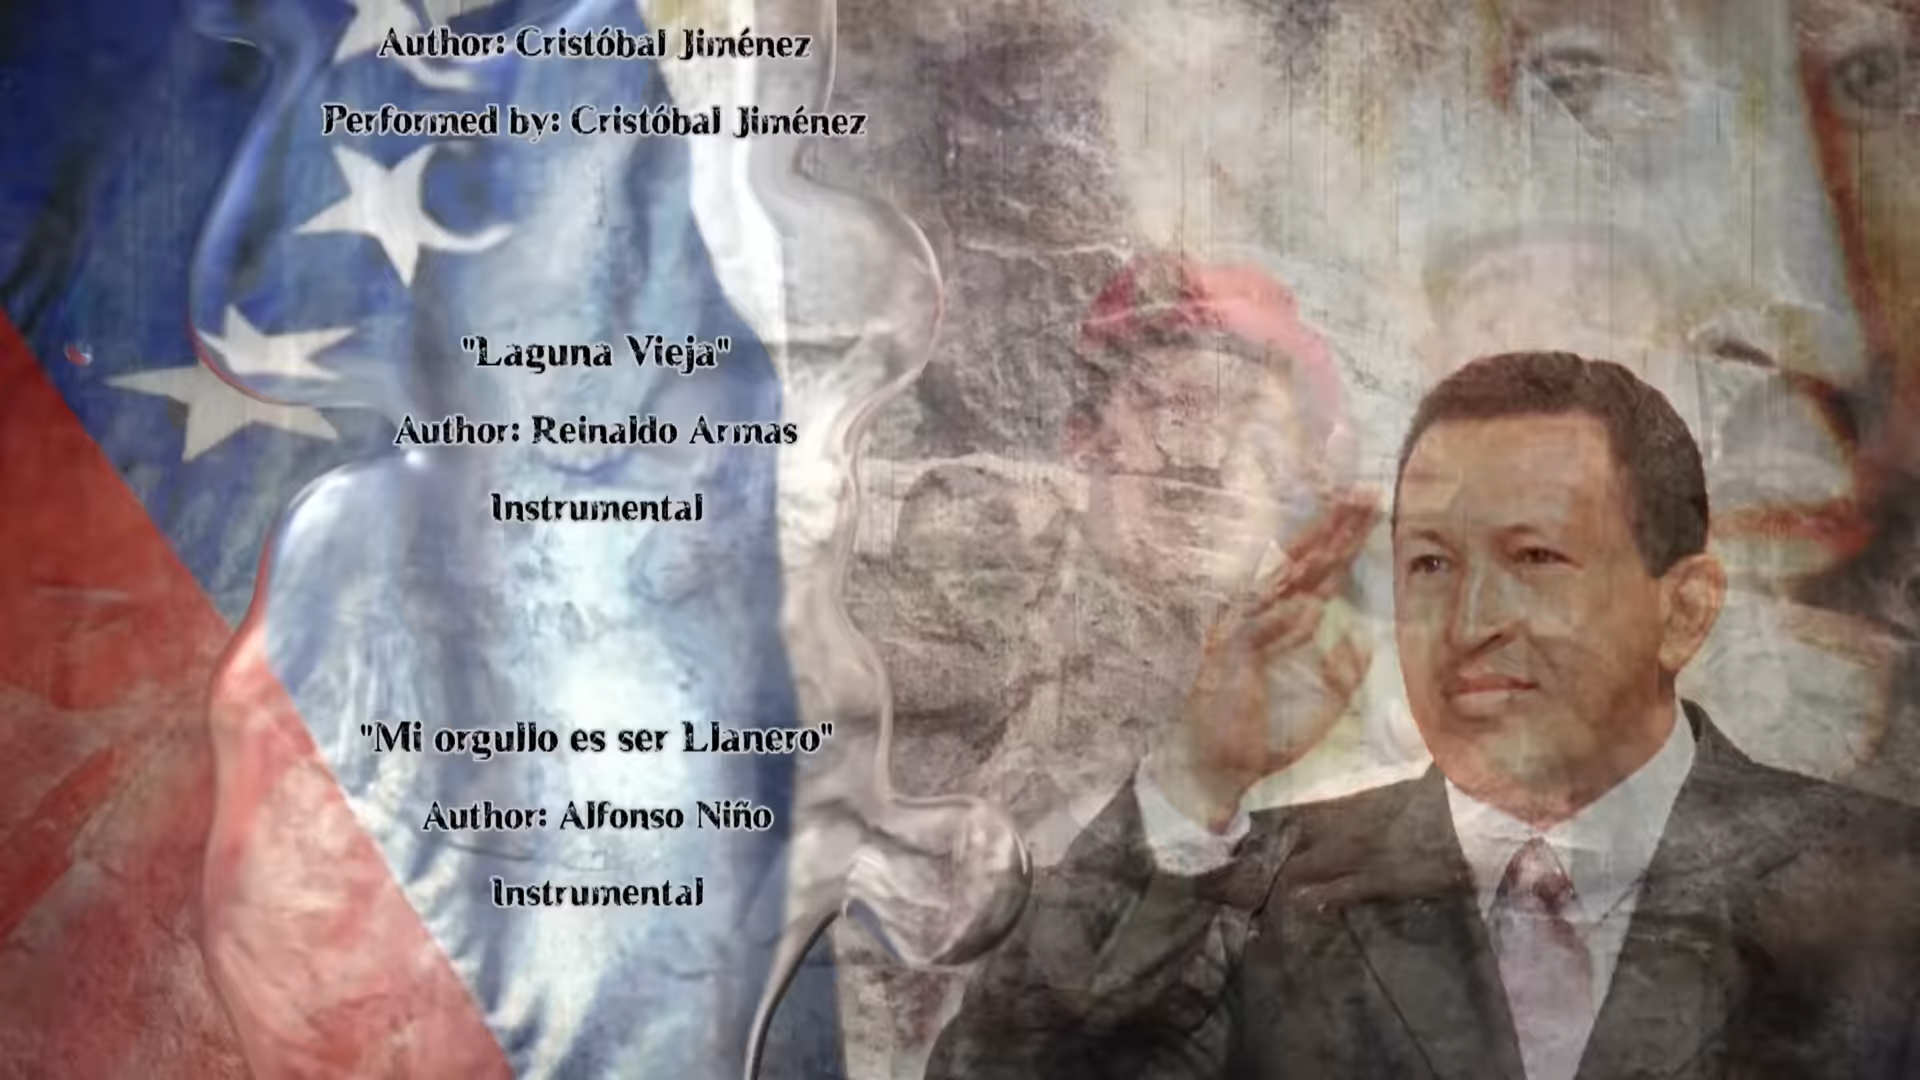 Author: Cristóbal Jiménez
Performed by: Cristóbal Jiménez
"Laguna Vieja"
Author: Reinaldo Armas
Instrumental
"Mi orgullo es ser Llanero"
Author: Alfonso Niño
Instrumental